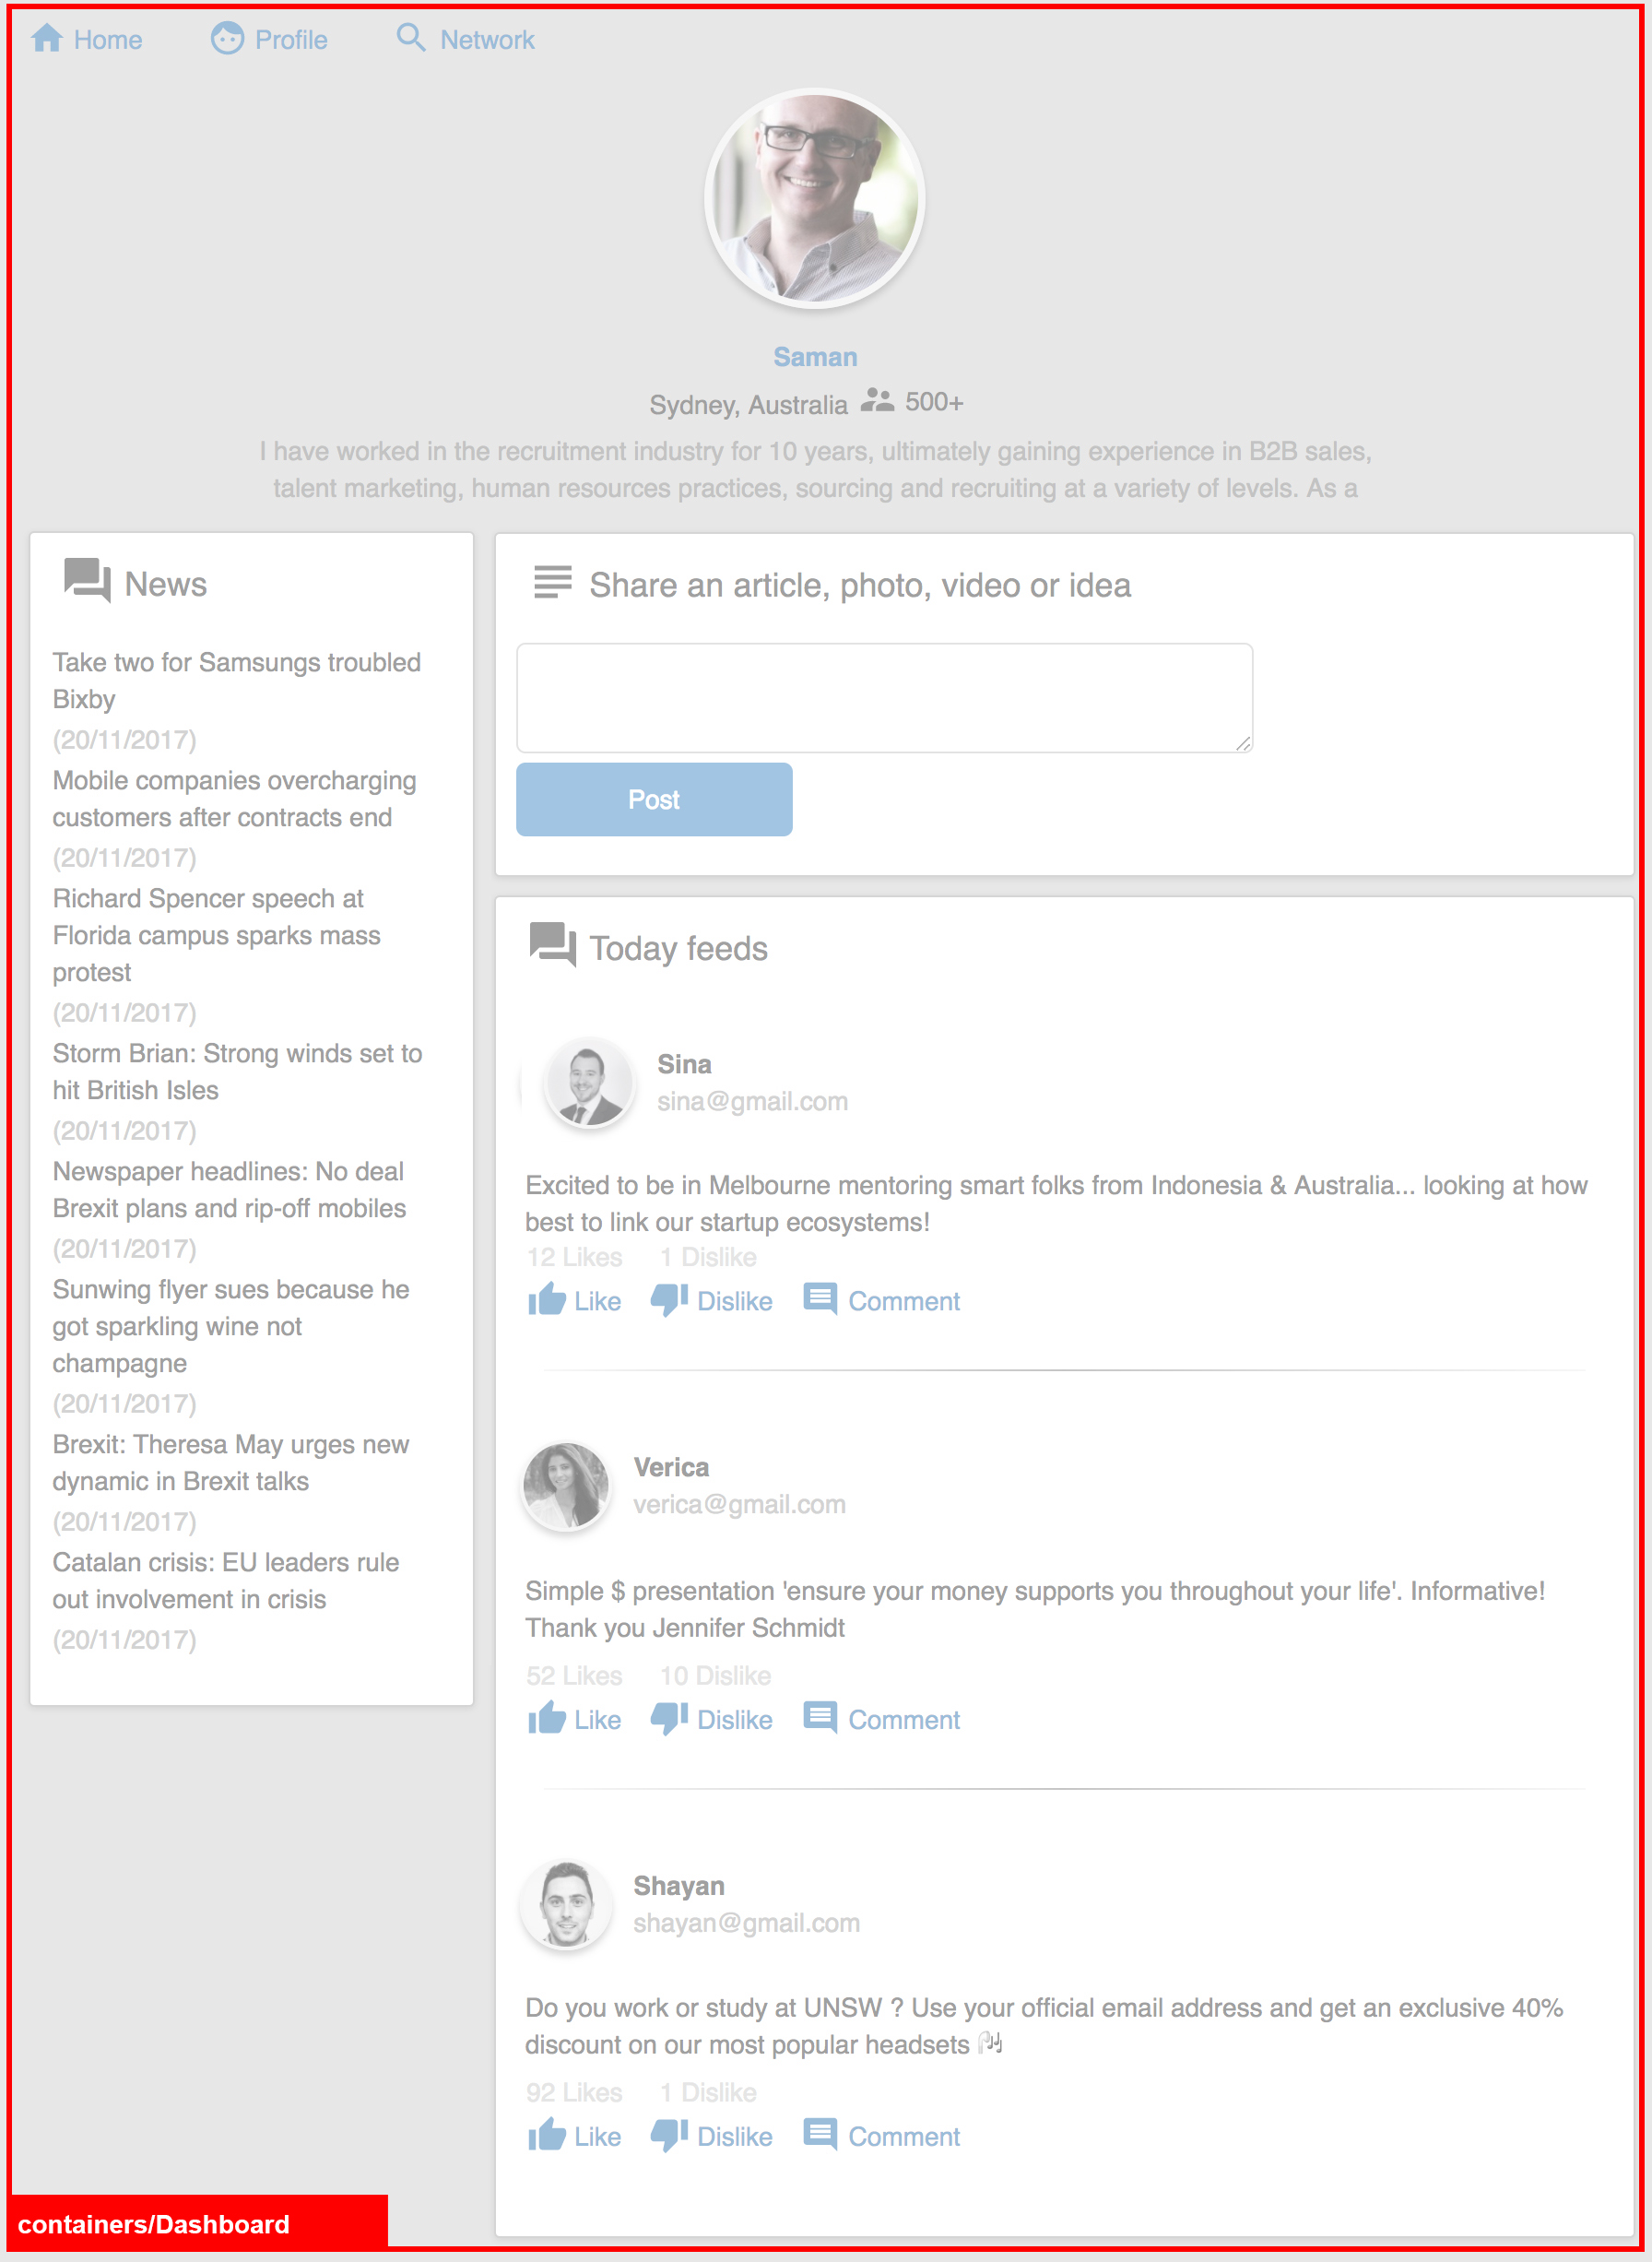 Home Profile Network
Saman
Sydney, Australia 500+
I have worked in the recruitment industry for 10 years, ultimately gaining experience in B2B sales,
talent marketing, human resources practices, sourcing and recruiting at a variety of levels. As a
News
Take two for Samsungs troubled
Bixby
(20/11/2017)
Mobile companies overcharging
customers after contracts end
(20/11/2017)
Richard Spencer speech at
Florida campus sparks mass
protest
(20/11/2017)
Storm Brian: Strong winds set to
hit British Isles
(20/11/2017)
Newspaper headlines: No deal
Brexit plans and rip-off mobiles
(20/11/2017)
Sunwing flyer sues because he
got sparkling wine not
champagne
(20/11/2017)
Brexit: Theresa May urges new
dynamic in Brexit talks
(20/11/2017)
Catalan crisis: EU leaders rule
out involvement in crisis
(20/11/2017)
Share an article, photo, video or idea
Post
Today feeds
Sina
sina@gmail.com
Excited to be in Melbourne mentoring smart folks from Indonesia & Australia... looking at how
best to link our startup ecosystems!
12 Likes 1 Dislike
Like Dislike Comment
Verica
verica@gmail.com
Simple $ presentation 'ensure your money supports you throughout your life'. Informative!
Thank you Jennifer Schmidt
52 Likes 10 Dislike
Like Dislike Comment
Shayan
shayan@gmail.com
Do you work or study at UNSW ? Use your official email address and get an exclusive 40%
discount on our most popular headsets 🎧
92 Likes 1 Dislike
Like Dislike Comment
containers/Dashboard